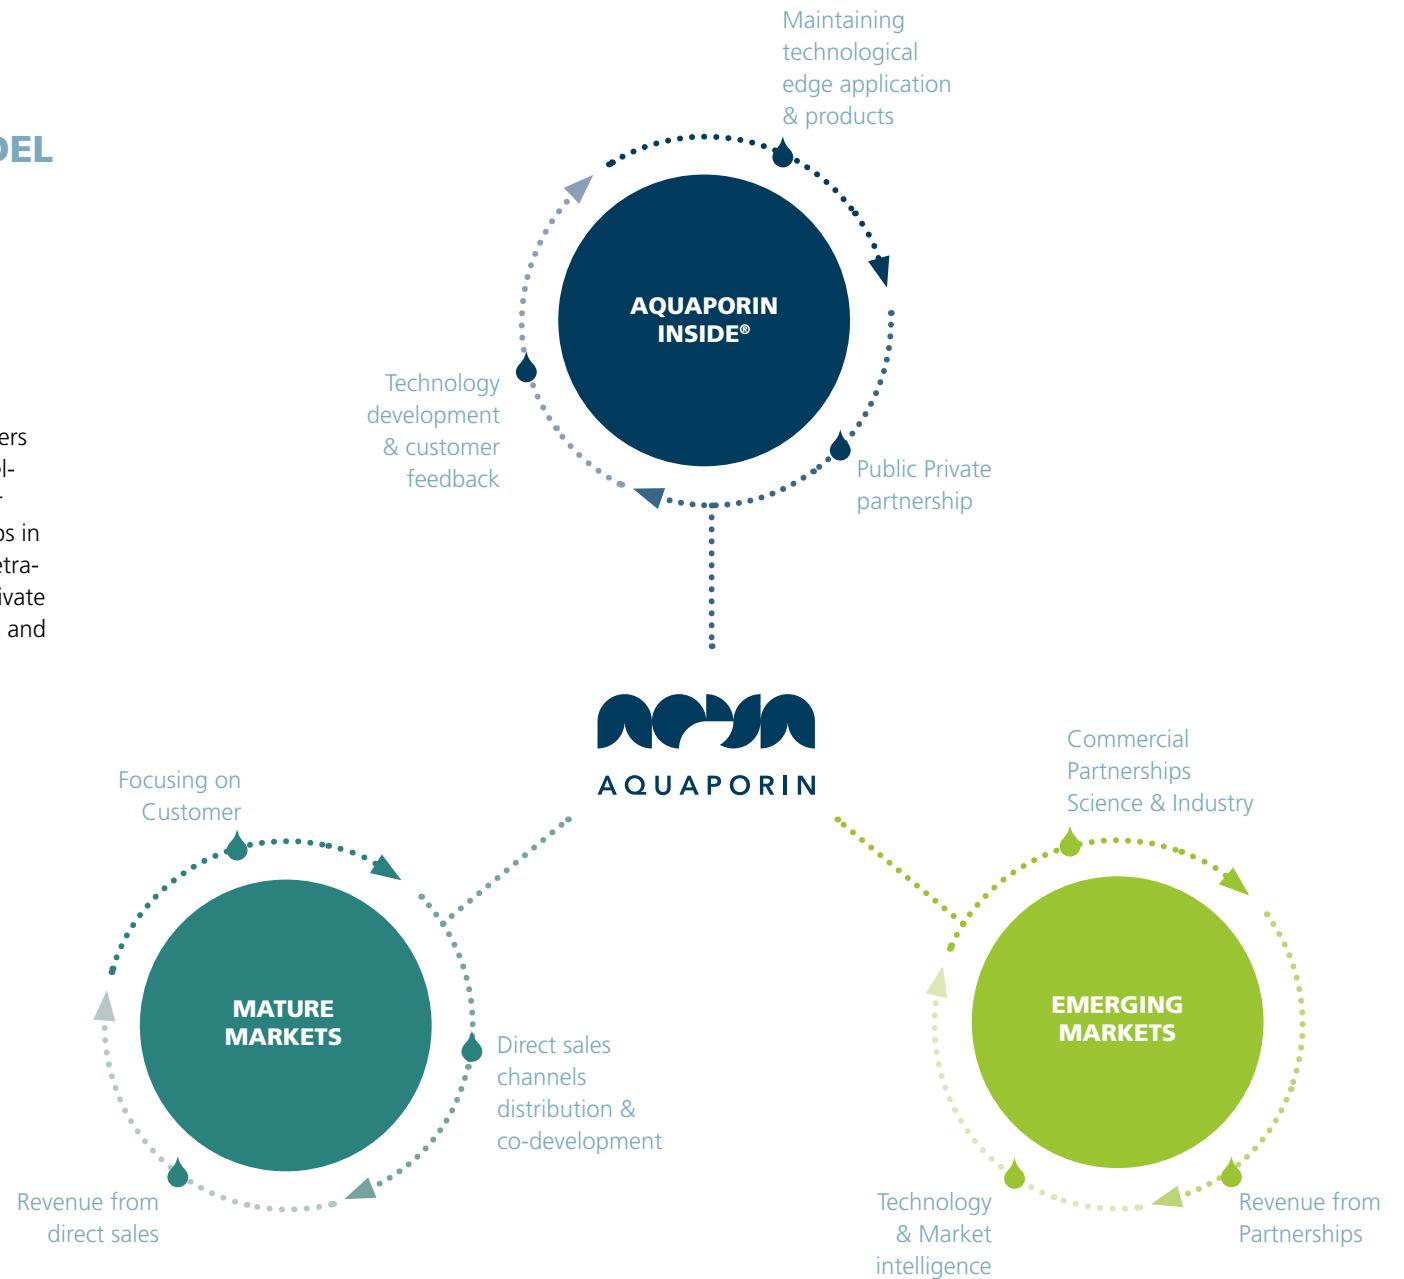 DEL
ers
el-
ps in
etra-
ivate
and
Maintaining
technological
edge application
& products
AQUAPORIN
INSIDE®
Technology
development
& customer
feedback
Public Private
partnership
AQUAPORIN
Focusing on
Customer
MATURE
MARKETS
Direct sales
channels
distribution &
co-development
Revenue from
direct sales
Commercial
Partnerships
Science & Industry
EMERGING
MARKETS
Technology
& Market
intelligence
Revenue from
Partnerships